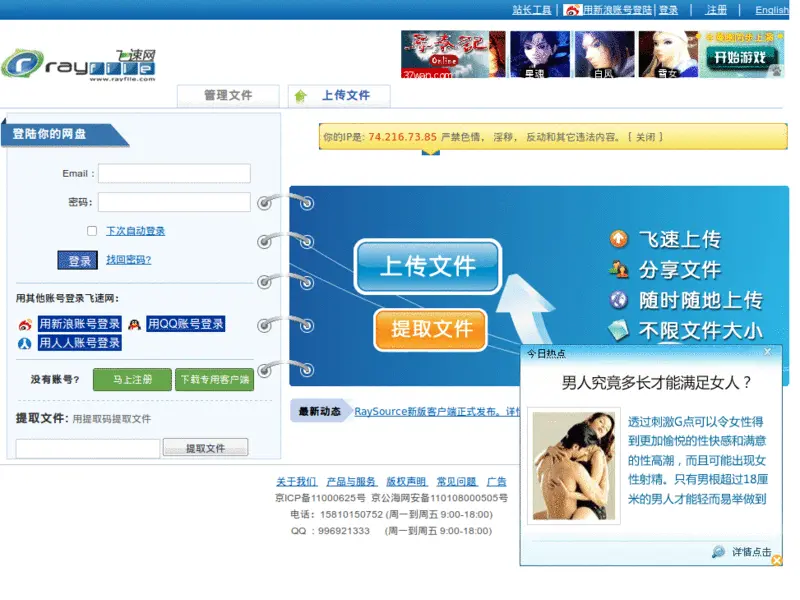 站长工具 | 用新浪账号登陆 | 登录 | 注册 | English
rayfile 飞速网
www.rayfile.com
Online
37wan.com
星魂
白凤
雪女
开始游戏
管理文件
上传文件
登陆你的网盘
你的IP是: 74.216.73.85 严禁色情， 淫秽， 反动和其它违法内容。 [ 关闭 ]
Email :
密码:
下次自动登录
登录
找回密码?
用其他账号登录飞速网:
用新浪账号登录
用QQ账号登录
用人人账号登录
没有账号?
马上注册
下载专用客户端
提取文件: 用提取码提取文件
提取文件
上传文件
提取文件
飞速上传
分享文件
随时随地上传
不限文件大小
最新动态
RaySource新版客户端正式发布。
今日热点
男人究竟多长才能满足女人？
透过刺激G点可以令女性得
到更加愉悦的性快感和满意
的性高潮，而且可能出现女
性射精。只有男根超过18厘
米的男人才能轻而易举做到
详情点击
关于我们 产品与服务 版权声明 常见问题 广告
京ICP备11000625号 京公海网安备110108000505号
电话: 15810150752 (周一到周五 9:00-18:00)
QQ : 996921333 (周一到周五 9:00-18:00)